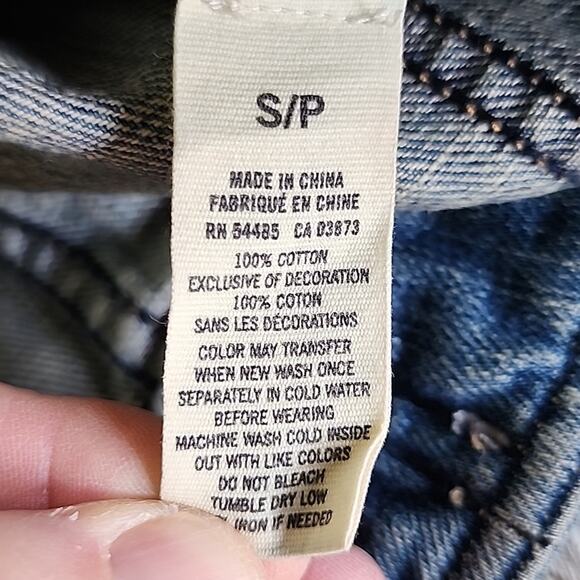 S/P
MADE IN CHINA
FABRIQUÉ EN CHINE
RN 54485 CA 03873
100% COTTON
EXCLUSIVE OF DECORATION
100% COTON
SANS LES DÉCORATIONS
COLOR MAY TRANSFER
WHEN NEW WASH ONCE
SEPARATELY IN COLD WATER
BEFORE WEARING
MACHINE WASH COLD INSIDE
OUT WITH LIKE COLORS
DO NOT BLEACH
TUMBLE DRY LOW
IRON IF NEEDED